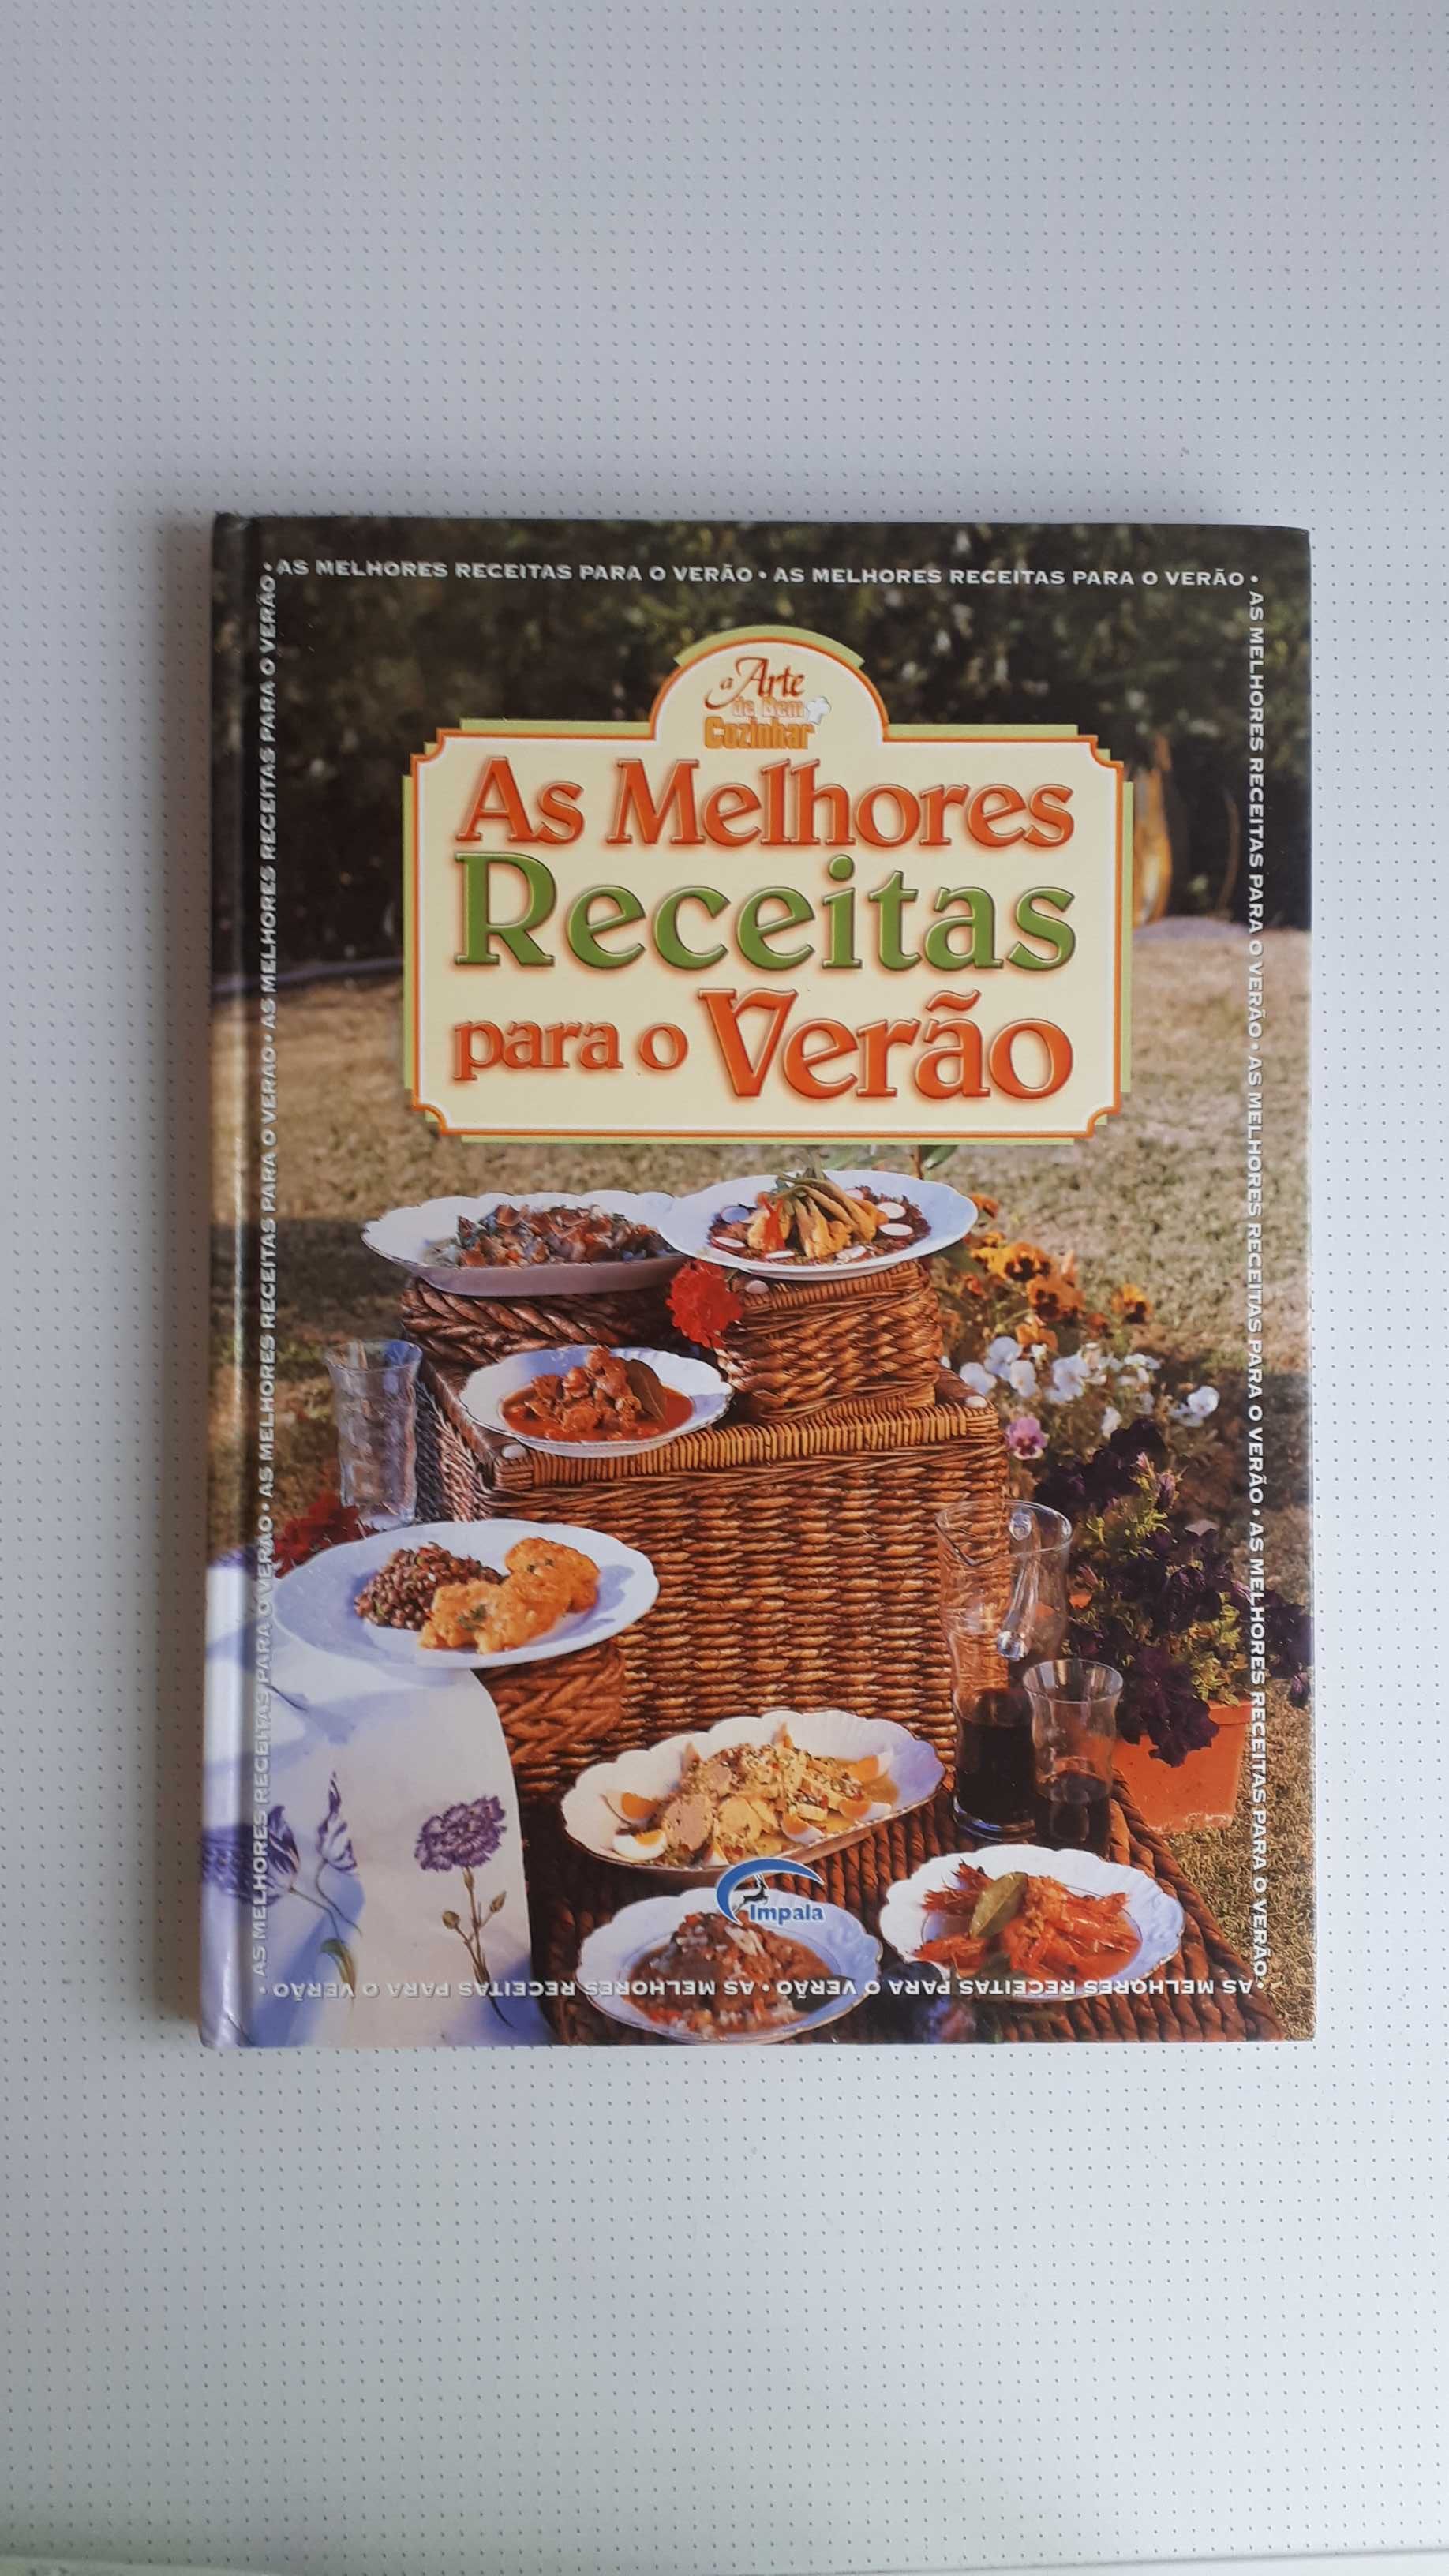 • AS MELHORES RECEITAS PARA O VERÃO • AS MELHORES RECEITAS PARA O VERÃO •
a Arte
de Bem
Cozinhar
As Melhores
Receitas
para o Verão
AS MELHORES RECEITAS PARA O VERÃO • AS MELHORES RECEITAS PARA O VERÃO • AS MELHORES RECEITAS PARA O VERÃO
AS MELHORES RECEITAS PARA O VERÃO • AS MELHORES RECEITAS PARA O VERÃO • AS MELHORES RECEITAS PARA O VERÃO
Impala
AS MELHORES RECEITAS PARA O VERÃO • AS MELHORES RECEITAS PARA O VERÃO •